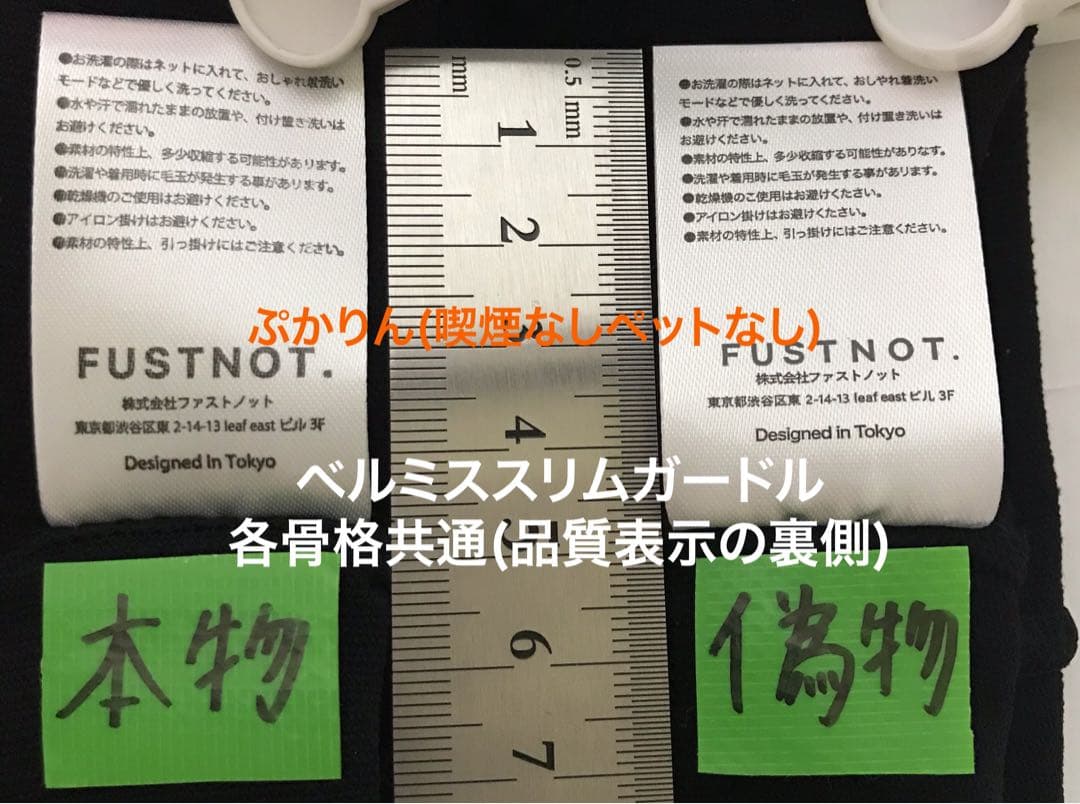 ●お洗濯の際はネットに入れて、おしゃれ着洗い
モードなどで優しく洗ってください。
●水や汗で濡れたままの放置や、付け置き洗いは
お避けください。
●素材の特性上、多少収縮する可能性があります。
●洗濯や着用時に毛玉が発生する事があります。
●乾燥機のご使用はお避けください。
●アイロン掛けはお避けください。
●素材の特性上、引っ掛けにはご注意ください。
FUSTNOT.
株式会社ファストノット
東京都渋谷区東 2-14-13 leaf east ビル 3F
Designed In Tokyo
mm
0.5 mm
1
2
4
6
7
●お洗濯の際はネットに入れて、おしやれ着洗い
モードなどで優しく洗ってください。
●水や汗で濡れたままの放置や、付け置き洗いは
お避けください。
●素材の特性上、多少收縮する可能性がありなす。
●洗濯や着用時に毛玉が発生する事があります。
●乾燥機のこ使用はお避けくたさい。
●アイロン掛けはお避けくたさい。
●素材の特性上、引っ掛けにはご注意ください。
FUSTNOT.
株式会社ファストノット
東京都渋谷区東 2-14-13 leaf east ビル 3F
Designed in Tokyo
ぷかりん(喫煙なしペットなし)
ベルミススリムガードル
各骨格共通(品質表示の裏側)
本物
偽物